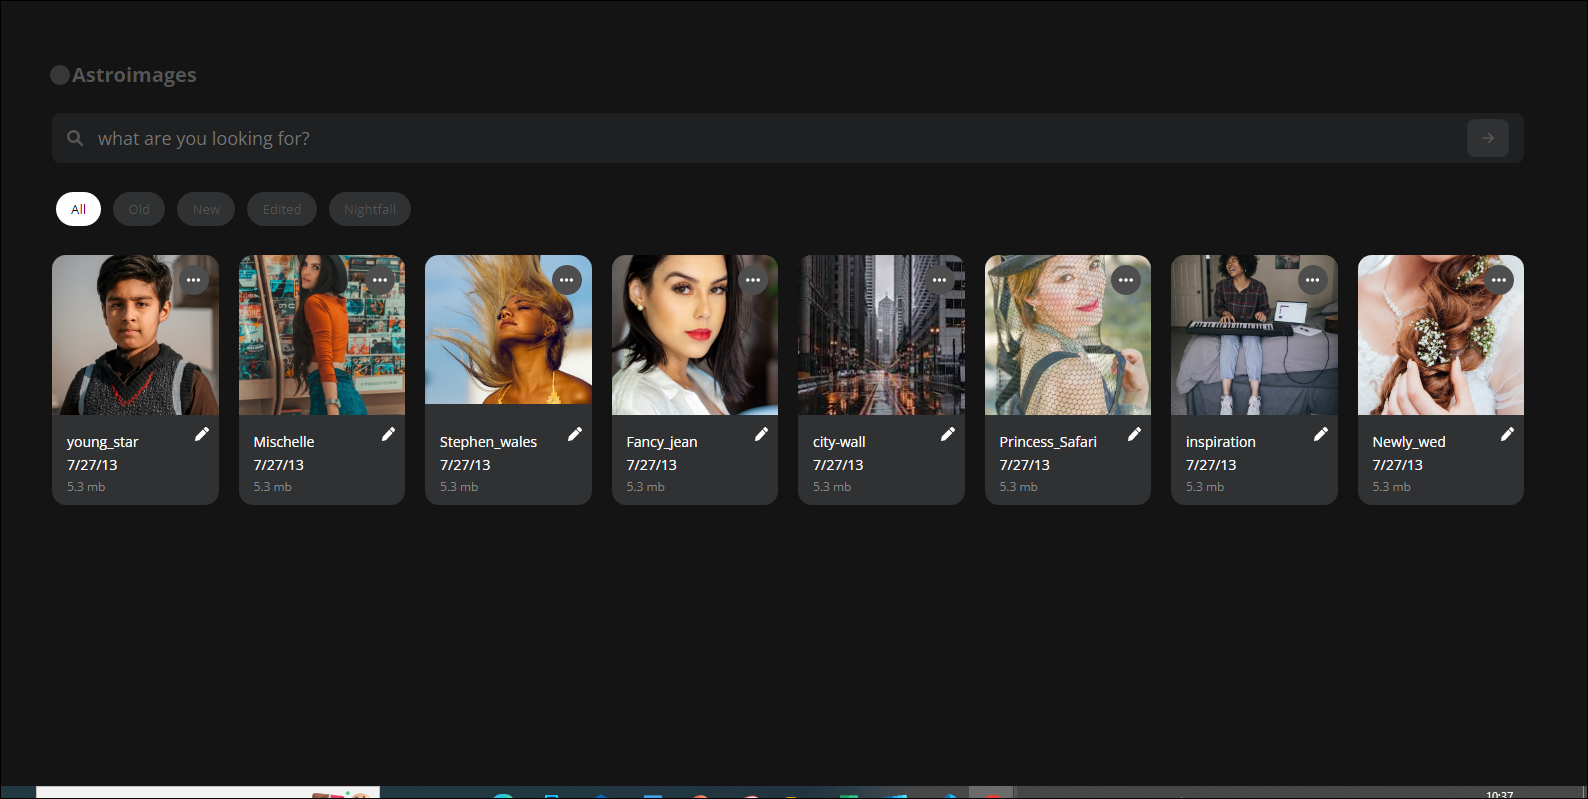 Astroimages
what are you looking for?
All
Old
New
Edited
Nightfall
young_star
7/27/13
5.3 mb
Mischelle
7/27/13
5.3 mb
Stephen_wales
7/27/13
5.3 mb
Fancy_jean
7/27/13
5.3 mb
city-wall
7/27/13
5.3 mb
Princess_Safari
7/27/13
5.3 mb
inspiration
7/27/13
5.3 mb
Newly_wed
7/27/13
5.3 mb
10:37